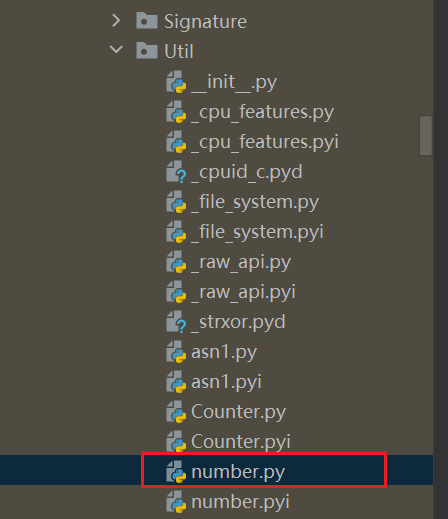 Signature
Util
__init__.py
_cpu_features.py
_cpu_features.pyi
_cpuid_c.pyd
_file_system.py
_file_system.pyi
_raw_api.py
_raw_api.pyi
_strxor.pyd
asn1.py
asn1.pyi
Counter.py
Counter.pyi
number.py
number.pyi